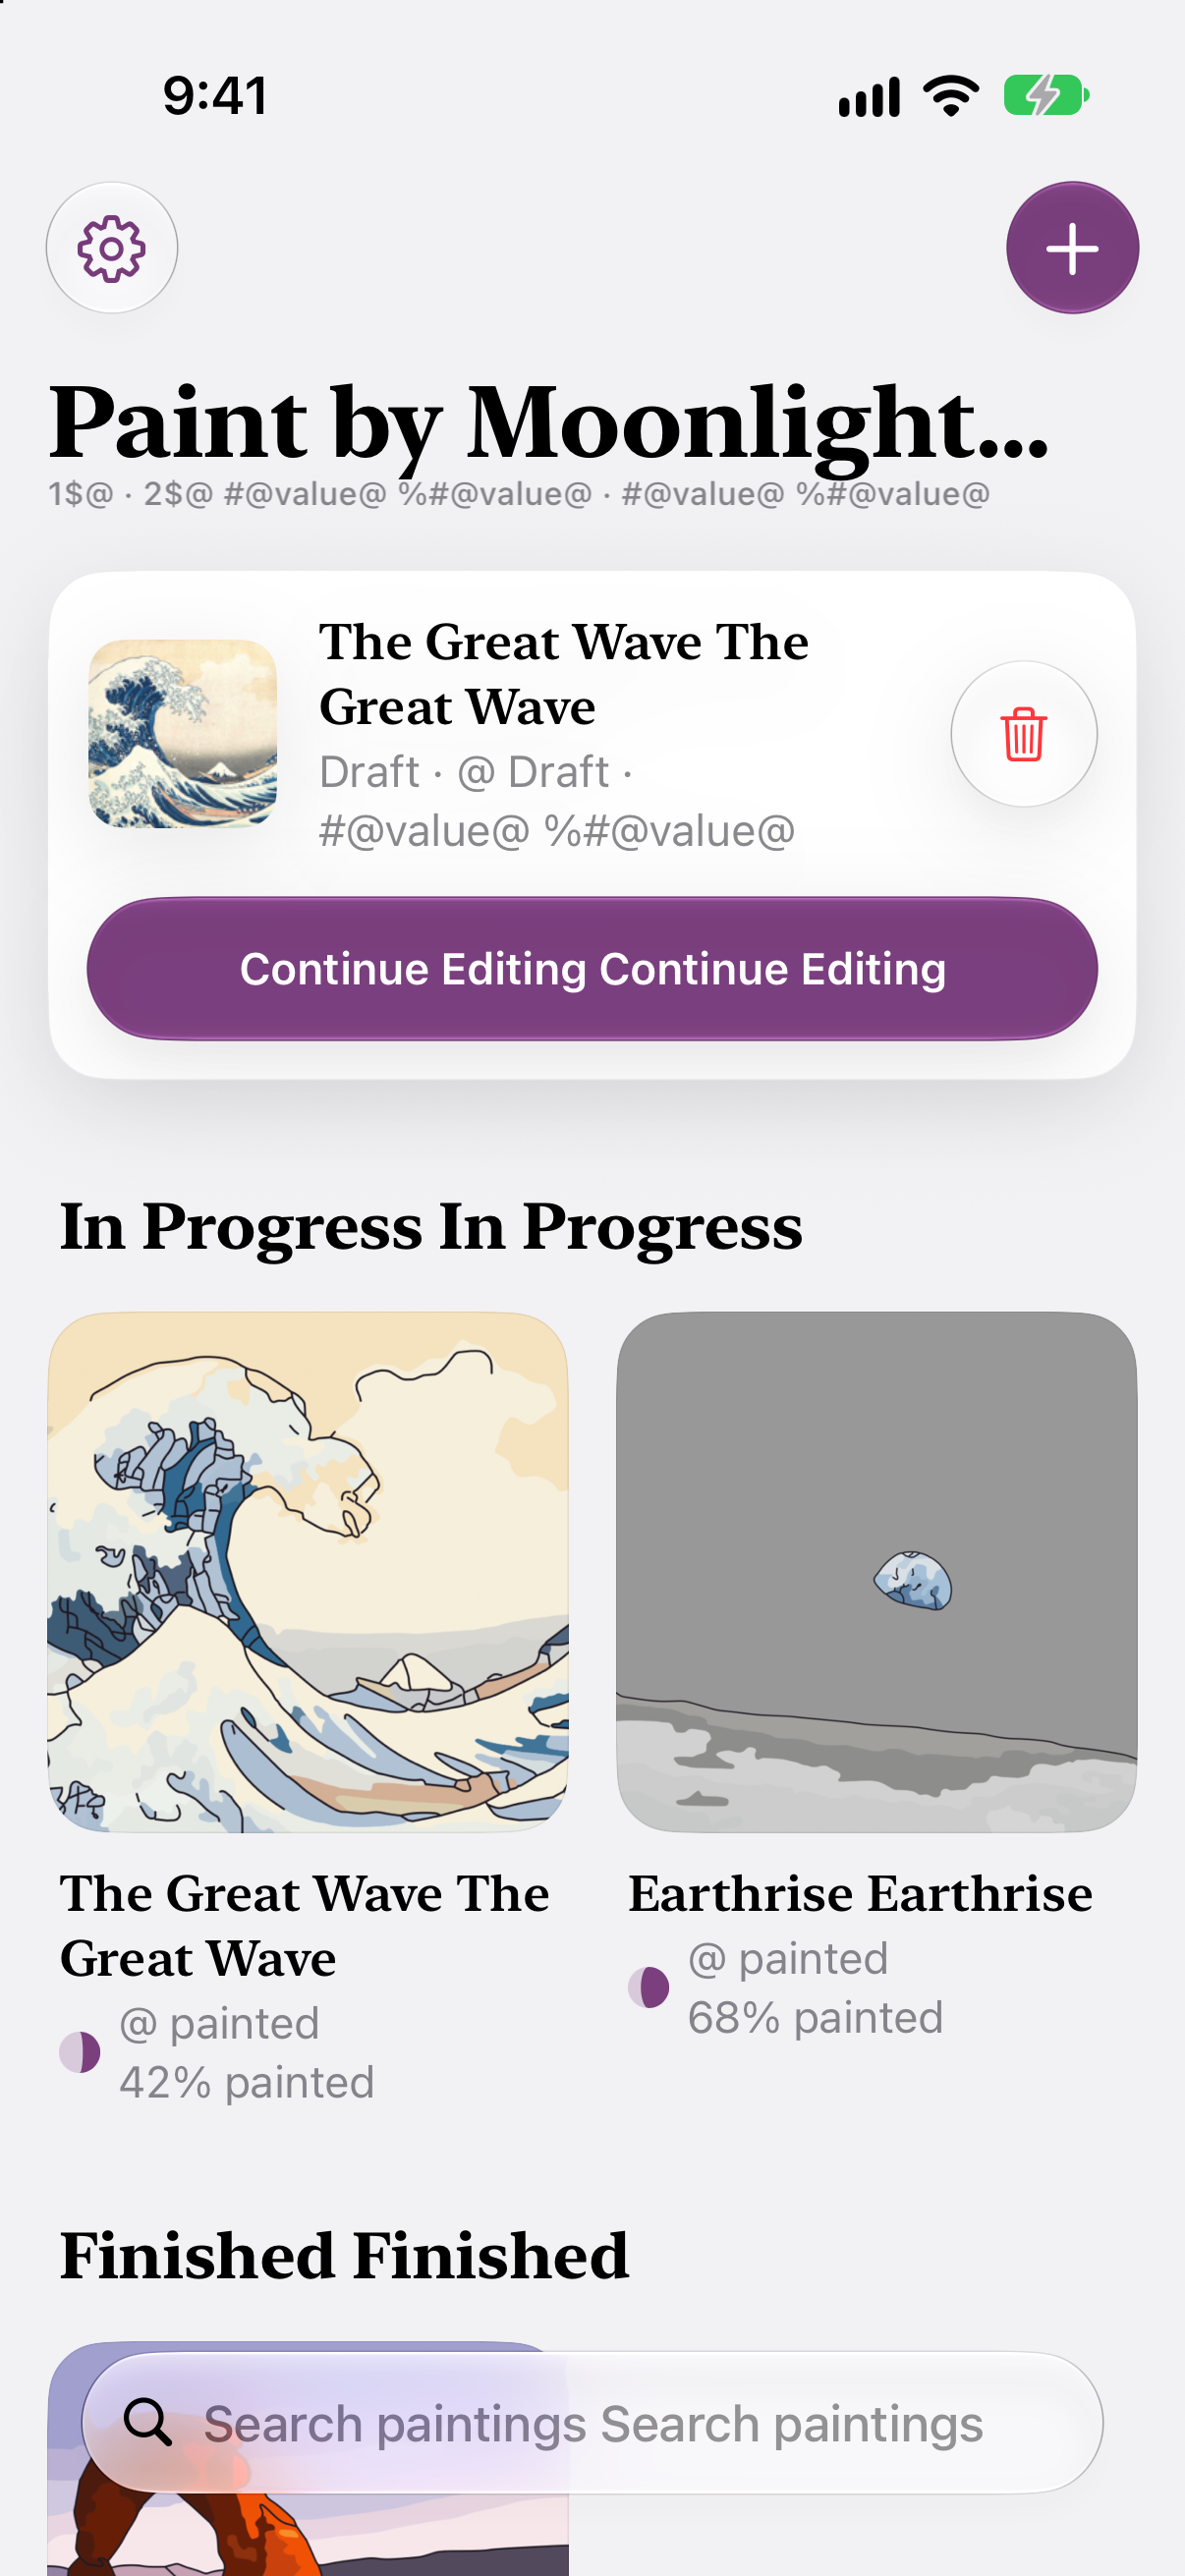 9:41
Paint by Moonlight...
1$@ · 2$@ #@value@ %#@value@ · #@value@ %#@value@
The Great Wave The
Great Wave
Draft · @ Draft ·
#@value@ %#@value@
Continue Editing Continue Editing
In Progress In Progress
The Great Wave The
Great Wave
@ painted
42% painted
Earthrise Earthrise
@ painted
68% painted
Finished Finished
Search paintings Search paintings